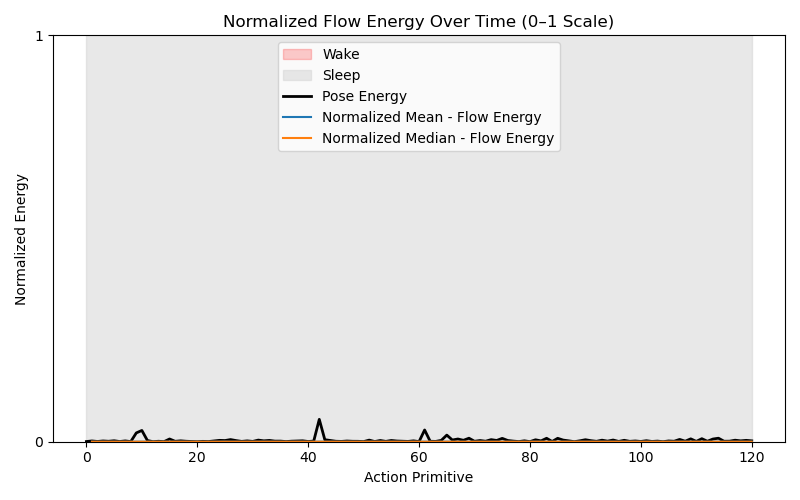 Normalized Flow Energy Over Time (0–1 Scale)
1
Wake
Sleep
Pose Energy
Normalized Mean - Flow Energy
Normalized Median - Flow Energy
Normalized Energy
0
0 20 40 60 80 100 120
Action Primitive